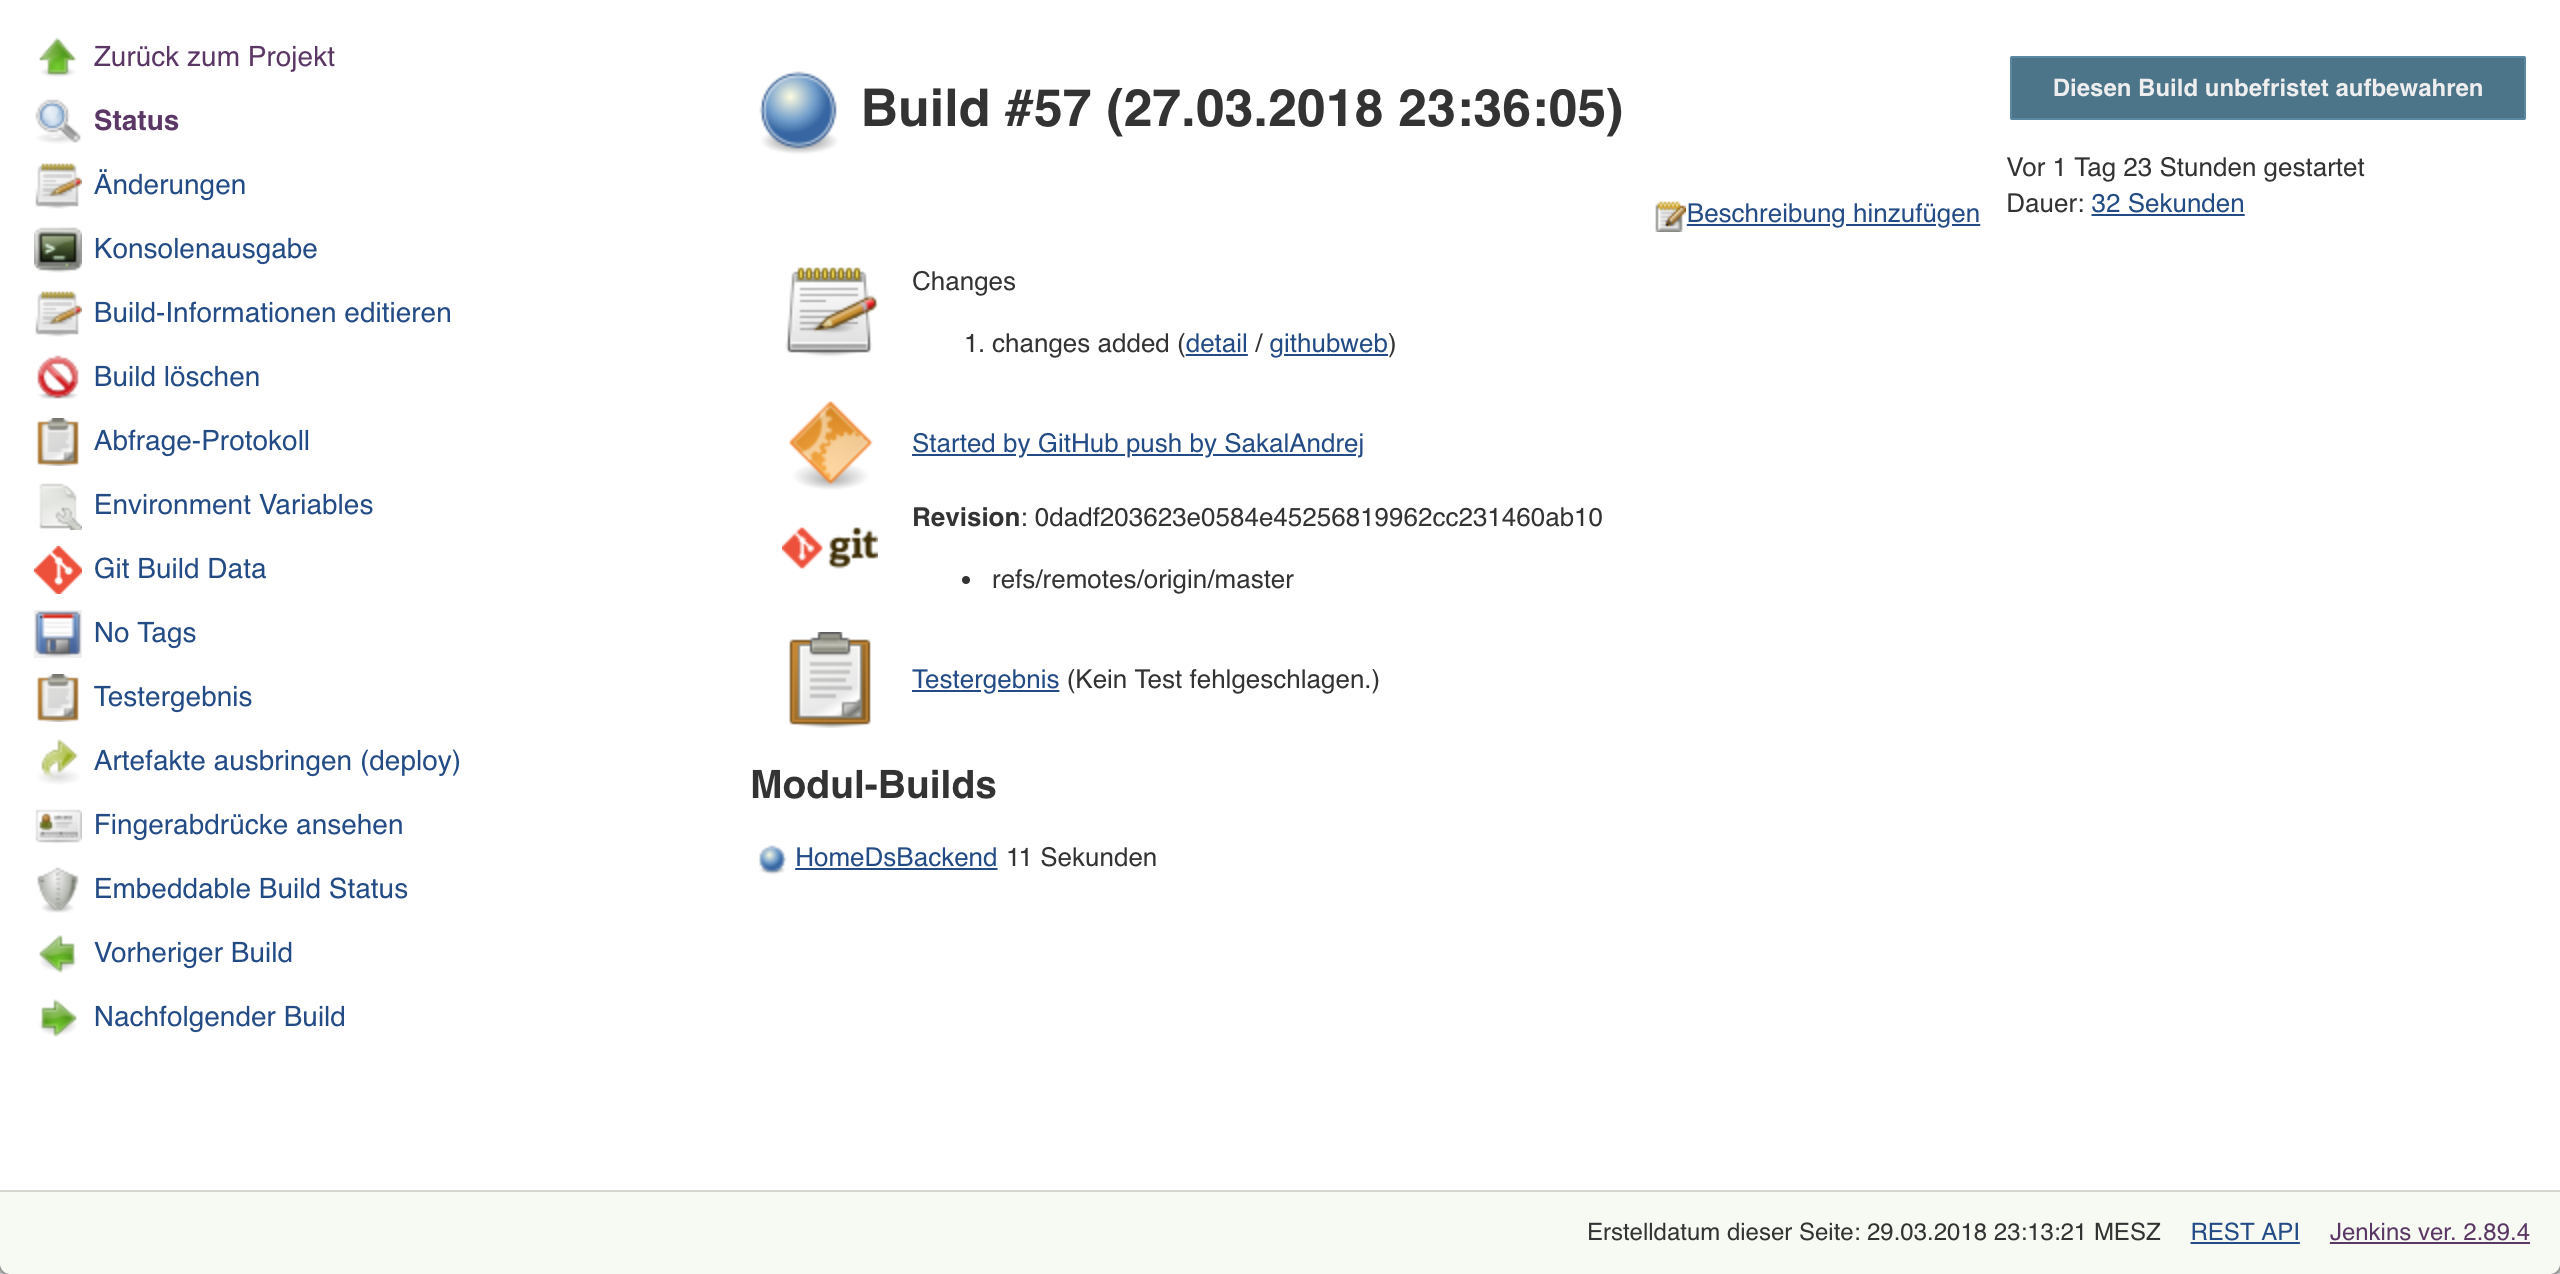 Zurück zum Projekt
Status
Änderungen
Konsolenausgabe
Build-Informationen editieren
Build löschen
Abfrage-Protokoll
Environment Variables
Git Build Data
No Tags
Testergebnis
Artefakte ausbringen (deploy)
Fingerabdrücke ansehen
Embeddable Build Status
Vorheriger Build
Nachfolgender Build
Build #57 (27.03.2018 23:36:05)
Diesen Build unbefristet aufbewahren
Vor 1 Tag 23 Stunden gestartet
Dauer: 32 Sekunden
Beschreibung hinzufügen
Changes
1. changes added (detail / githubweb)
Started by GitHub push by SakalAndrej
git
Revision: 0dadf203623e0584e45256819962cc231460ab10
• refs/remotes/origin/master
Testergebnis (Kein Test fehlgeschlagen.)
Modul-Builds
HomeDsBackend 11 Sekunden
Erstelldatum dieser Seite: 29.03.2018 23:13:21 MESZ REST API Jenkins ver. 2.89.4